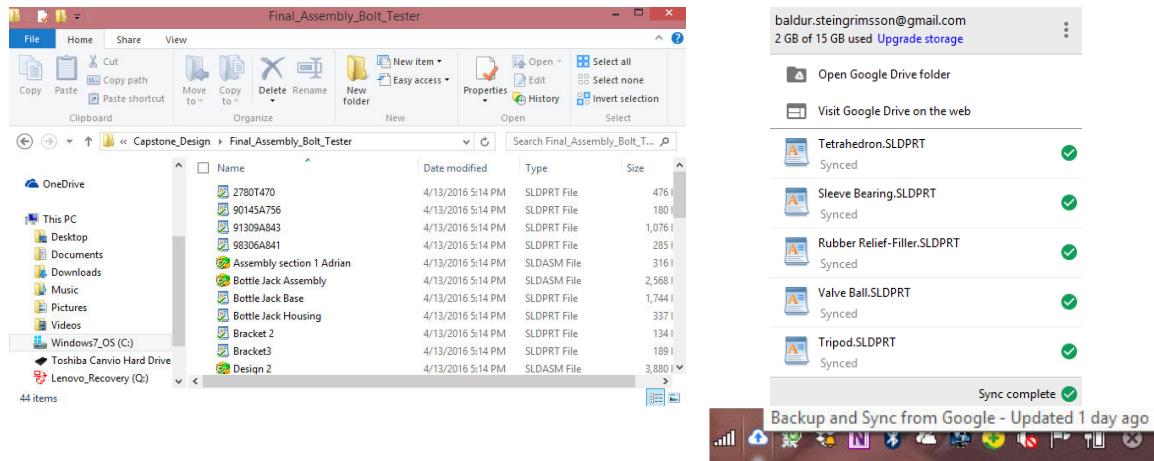 Final_Assembly_Bolt_Tester
File Home Share View
Copy
Paste
Cut
Copy path
Paste shortcut
Clipboard
Move to
Copy to
Delete
Rename
Organize
New folder
New item
Easy access
New
Properties
Open
Edit
History
Open
Select all
Select none
Invert selection
Select
« Capstone_Design Final_Assembly_Bolt_Tester
Search Final_Assembly_Bolt_T...
OneDrive
This PC
Desktop
Documents
Downloads
Music
Pictures
Videos
Windows7_OS (C:)
Toshiba Canvio Hard Drive
Lenovo_Recovery (Q:)
Name Date modified Type Size
2780T470 4/13/2016 5:14 PM SLDPRT File 476
90145A756 4/13/2016 5:14 PM SLDPRT File 180
91309A843 4/13/2016 5:14 PM SLDPRT File 1,076
98306A841 4/13/2016 5:14 PM SLDPRT File 285
Assembly section 1 Adrian 4/13/2016 5:14 PM SLDASM File 316
Bottle Jack Assembly 4/13/2016 5:14 PM SLDASM File 2,568
Bottle Jack Base 4/13/2016 5:14 PM SLDPRT File 1,744
Bottle Jack Housing 4/13/2016 5:14 PM SLDPRT File 337
Bracket 2 4/13/2016 5:14 PM SLDPRT File 134
Bracket3 4/13/2016 5:14 PM SLDPRT File 189
Design 2 4/13/2016 5:14 PM SLDASM File 3,880
44 items
baldur.steingrimsson@gmail.com
2 GB of 15 GB used Upgrade storage
Open Google Drive folder
Visit Google Drive on the web
Tetrahedron.SLDPRT
Synced
Sleeve Bearing.SLDPRT
Synced
Rubber Relief-Filler.SLDPRT
Synced
Valve Ball.SLDPRT
Synced
Tripod.SLDPRT
Synced
Sync complete
Backup and Sync from Google - Updated 1 day ago